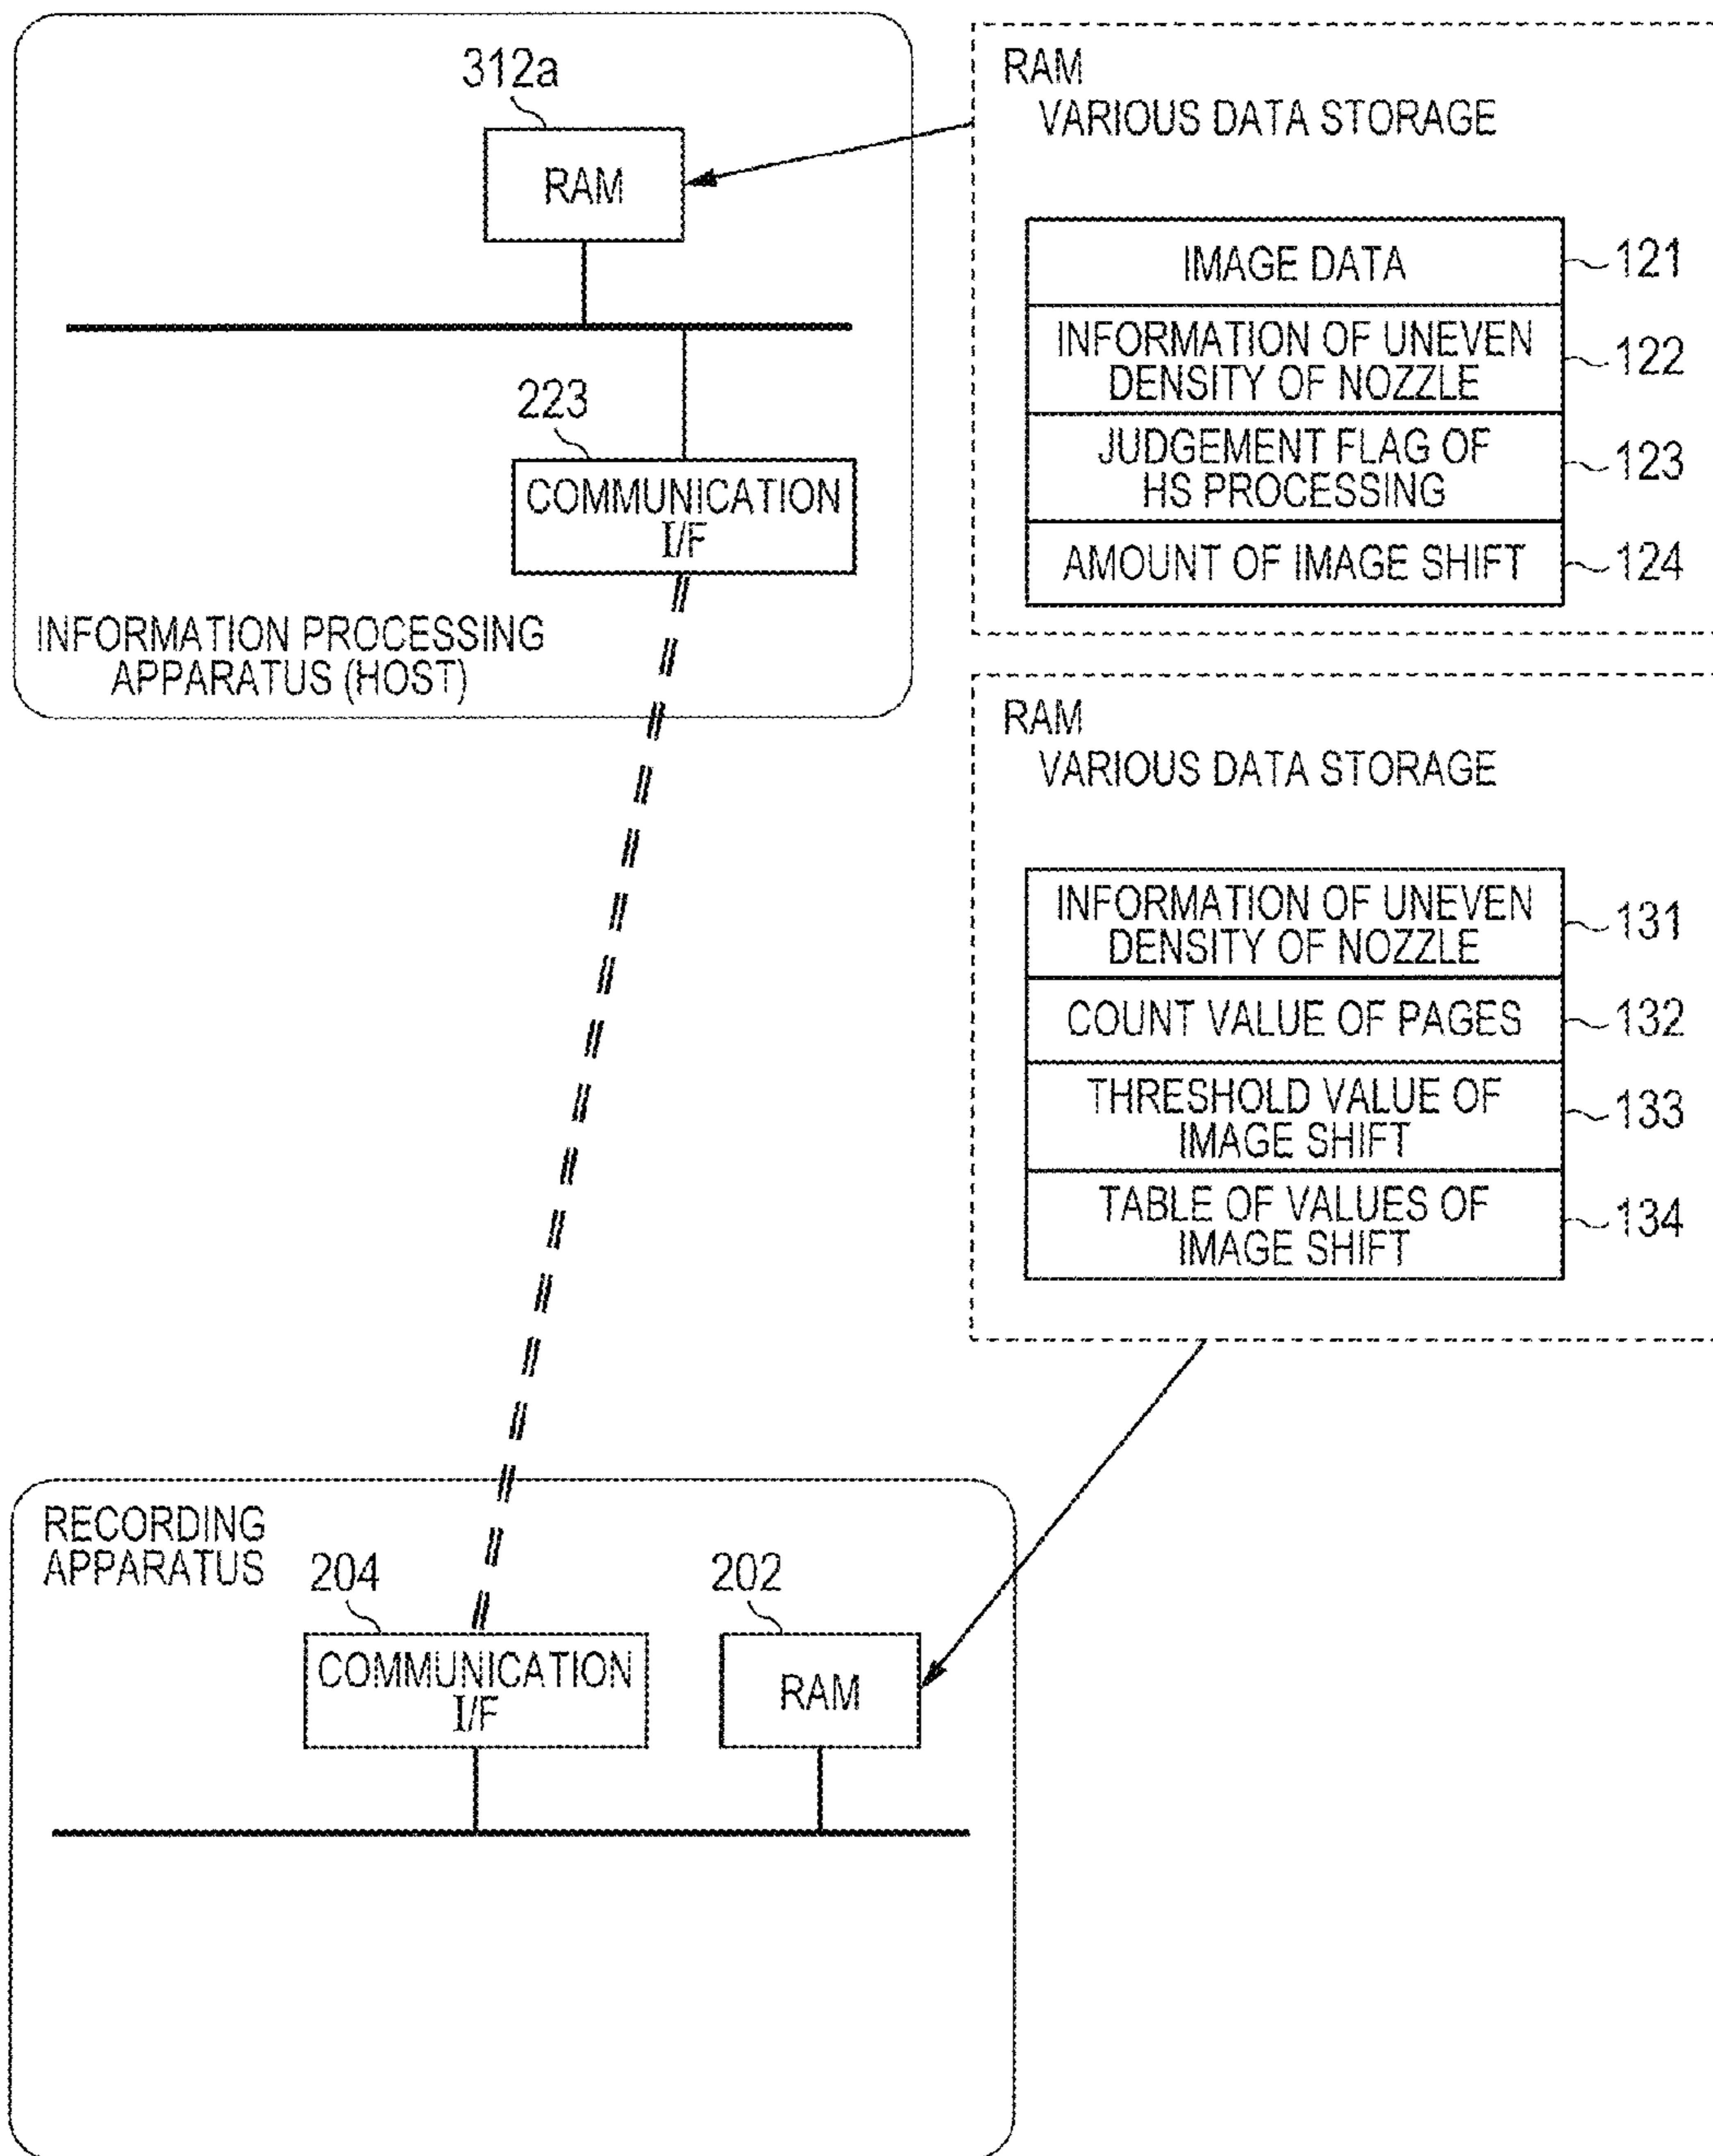 312a
RAM
223
COMMUNICATION
I/F
INFORMATION PROCESSING
APPARATUS (HOST)
RAM
VARIOUS DATA STORAGE
IMAGE DATA
121
INFORMATION OF UNEVEN
DENSITY OF NOZZLE
122
JUDGEMENT FLAG OF
HS PROCESSING
123
AMOUNT OF IMAGE SHIFT
124
RAM
VARIOUS DATA STORAGE
INFORMATION OF UNEVEN
DENSITY OF NOZZLE
131
COUNT VALUE OF PAGES
132
THRESHOLD VALUE OF
IMAGE SHIFT
133
TABLE OF VALUES OF
IMAGE SHIFT
134
RECORDING
APPARATUS
204
COMMUNICATION
I/F
202
RAM